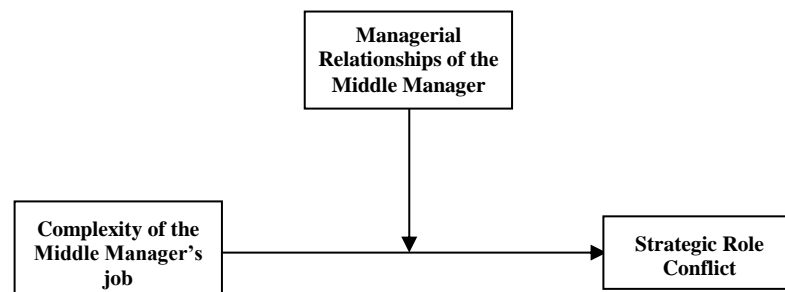 Managerial
Relationships of the
Middle Manager
Complexity of the
Middle Manager’s
job
Strategic Role
Conflict